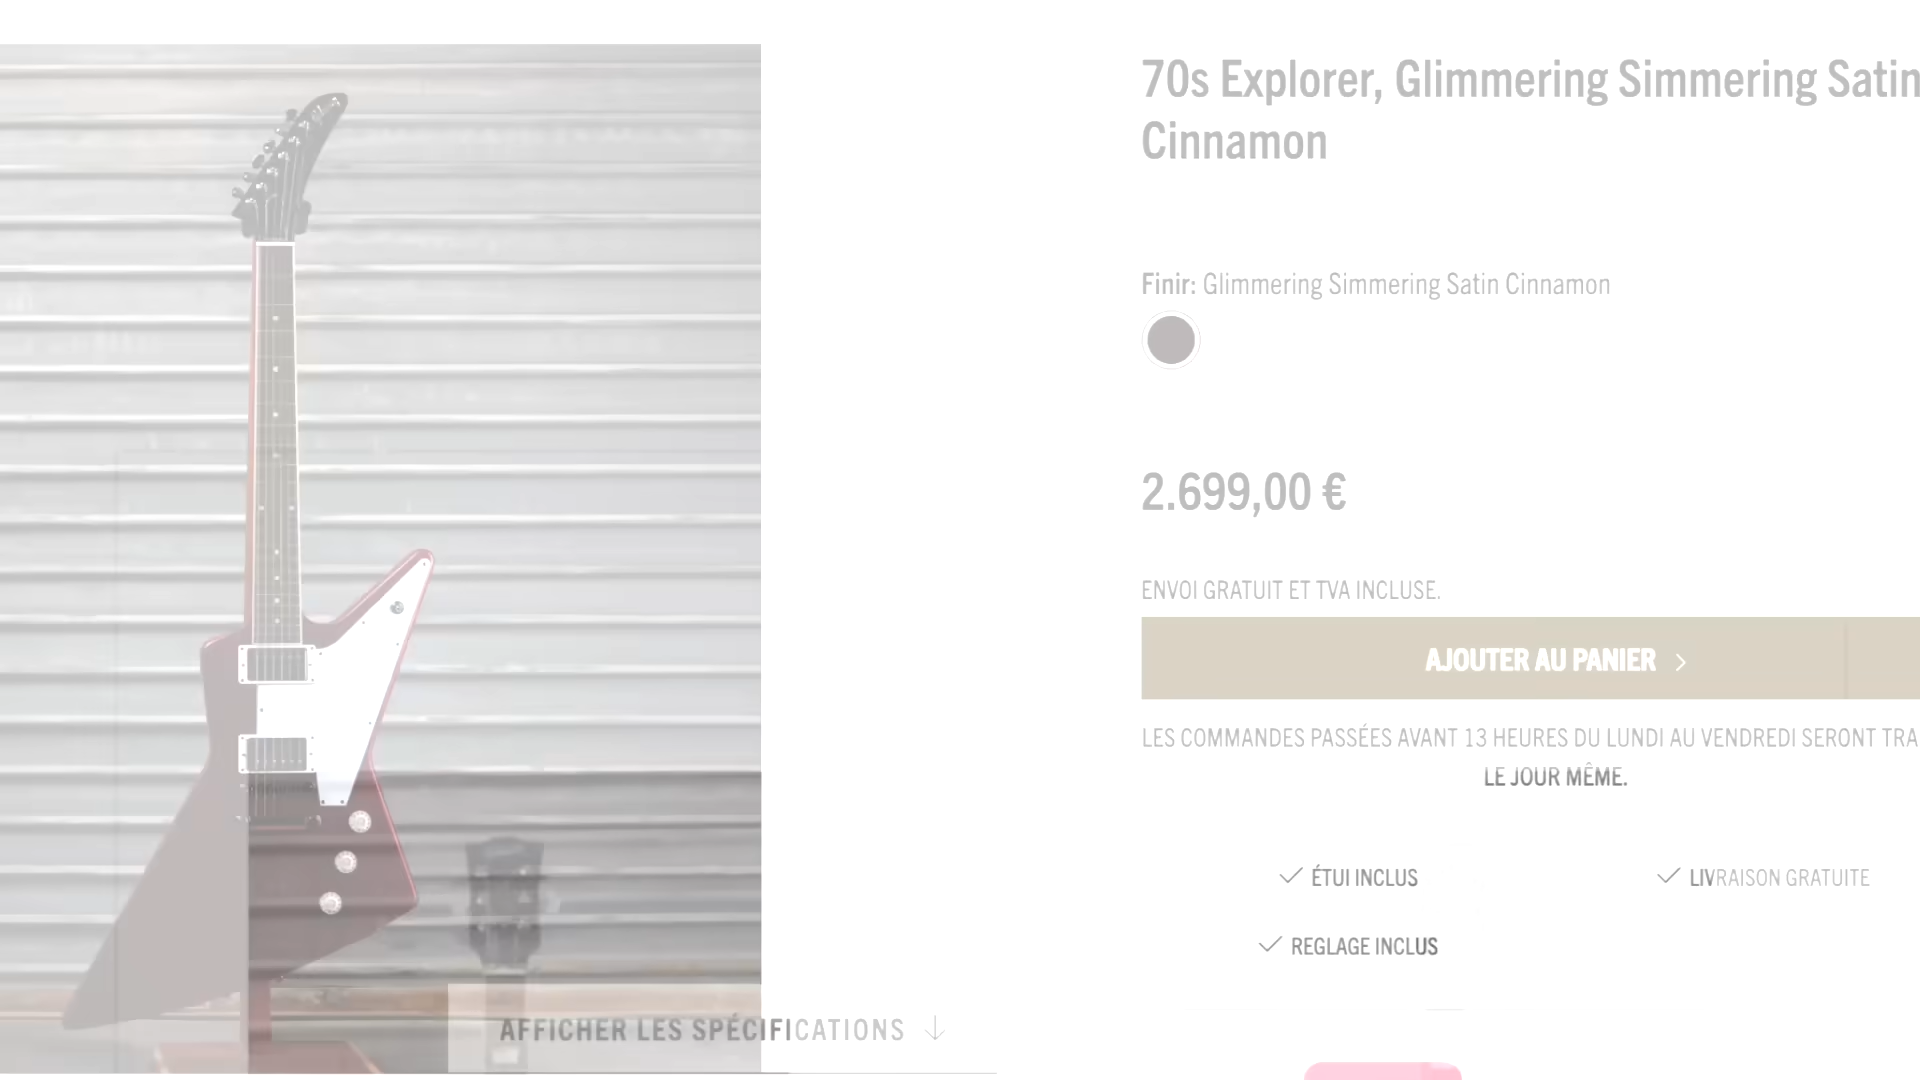 70s Explorer, Glimmering Simmering Satin
Cinnamon
Finir: Glimmering Simmering Satin Cinnamon
2.699,00 €
ENVOI GRATUIT ET TVA INCLUSE.
AJOUTER AU PANIER
LES COMMANDES PASSÉES AVANT 13 HEURES DU LUNDI AU VENDREDI SERONT TRA
LE JOUR MÊME.
ÉTUI INCLUS
LIVRAISON GRATUITE
REGLAGE INCLUS
AFFICHER LES SPÉCIFICATIONS